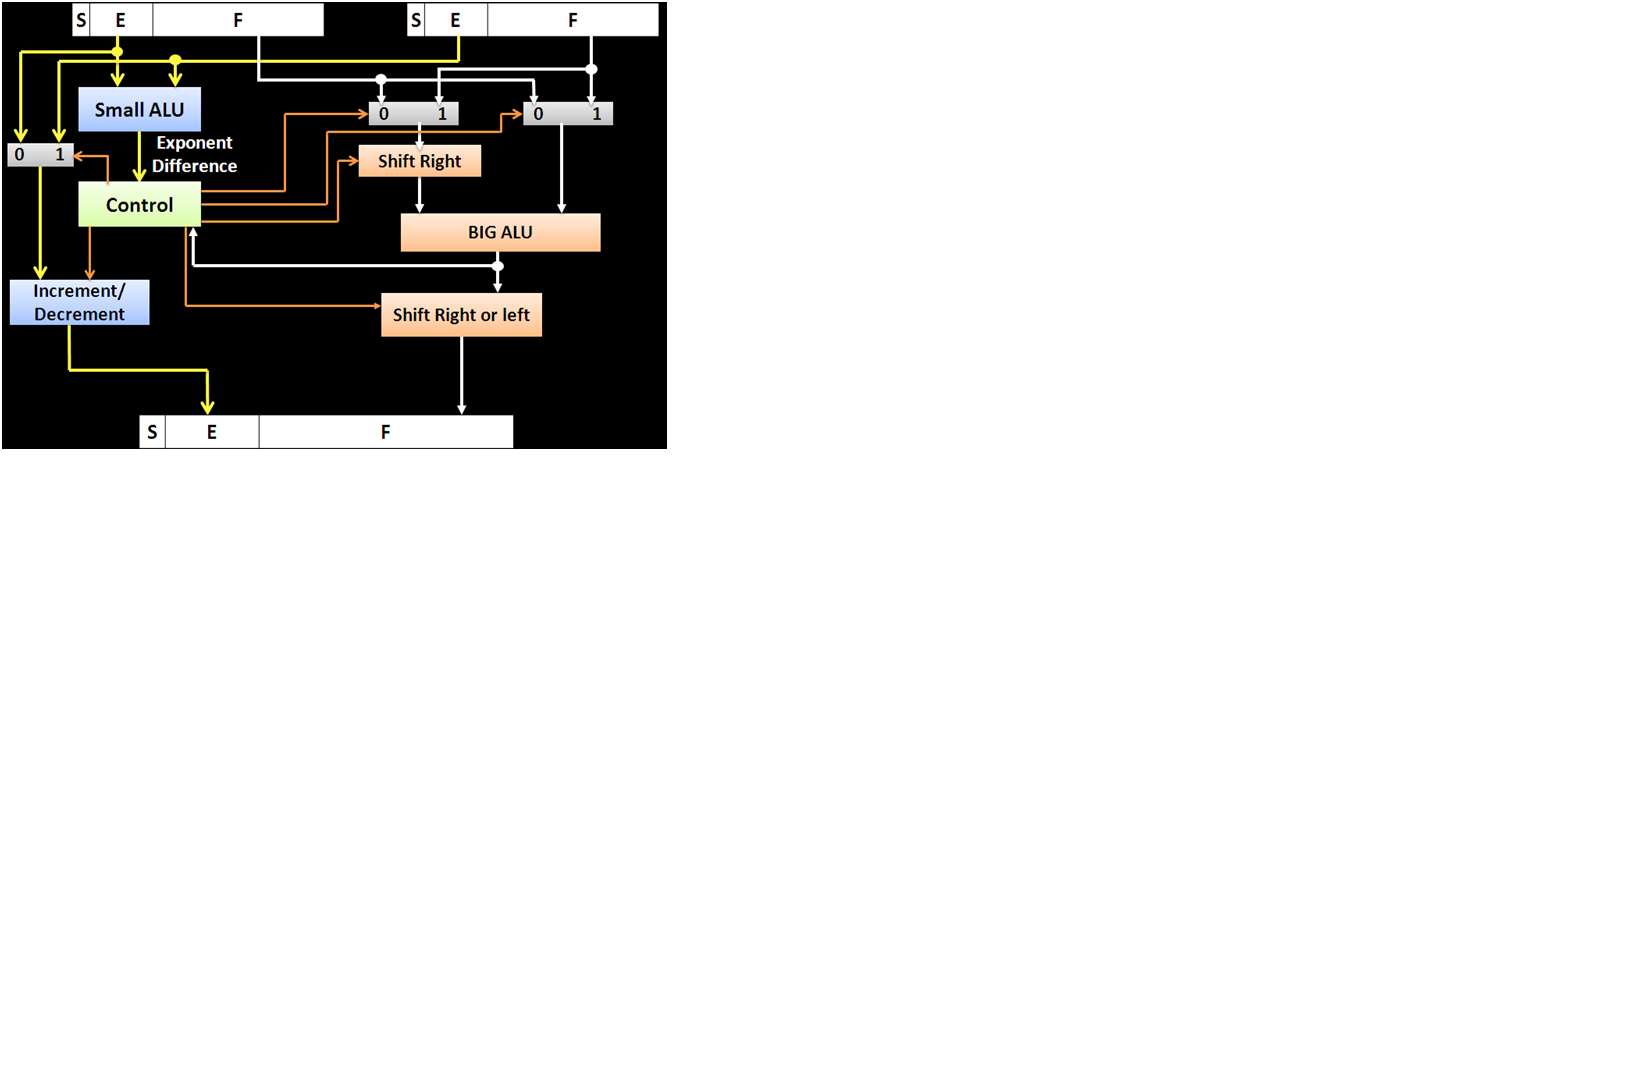 S E F S E F
Small ALU
0 1 0 1
Exponent
Difference
0 1
Shift Right
Control
BIG ALU
Increment/
Decrement
Shift Right or left
S E F